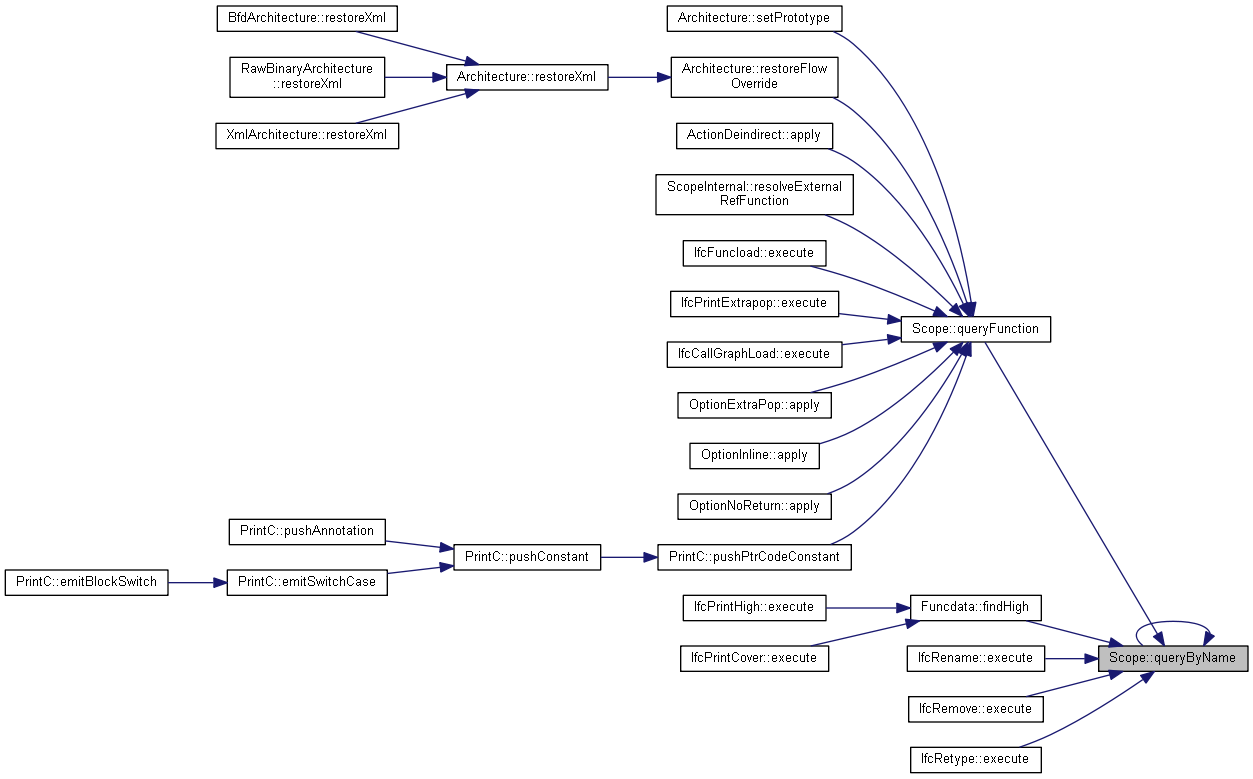 BfdArchitecture::restoreXml
RawBinaryArchitecture
::restoreXml
XmlArchitecture::restoreXml
Architecture::restoreXml
Architecture::setPrototype
Architecture::restoreFlow
Override
ActionDeindirect::apply
ScopeInternal::resolveExternal
RefFunction
IfcFuncload::execute
IfcPrintExtrapop::execute
IfcCallGraphLoad::execute
OptionExtraPop::apply
OptionInline::apply
OptionNoReturn::apply
PrintC::pushPtrCodeConstant
Scope::queryFunction
PrintC::pushAnnotation
PrintC::pushConstant
PrintC::emitBlockSwitch
PrintC::emitSwitchCase
IfcPrintHigh::execute
IfcPrintCover::execute
Funcdata::findHigh
IfcRename::execute
IfcRemove::execute
IfcRetype::execute
Scope::queryByName